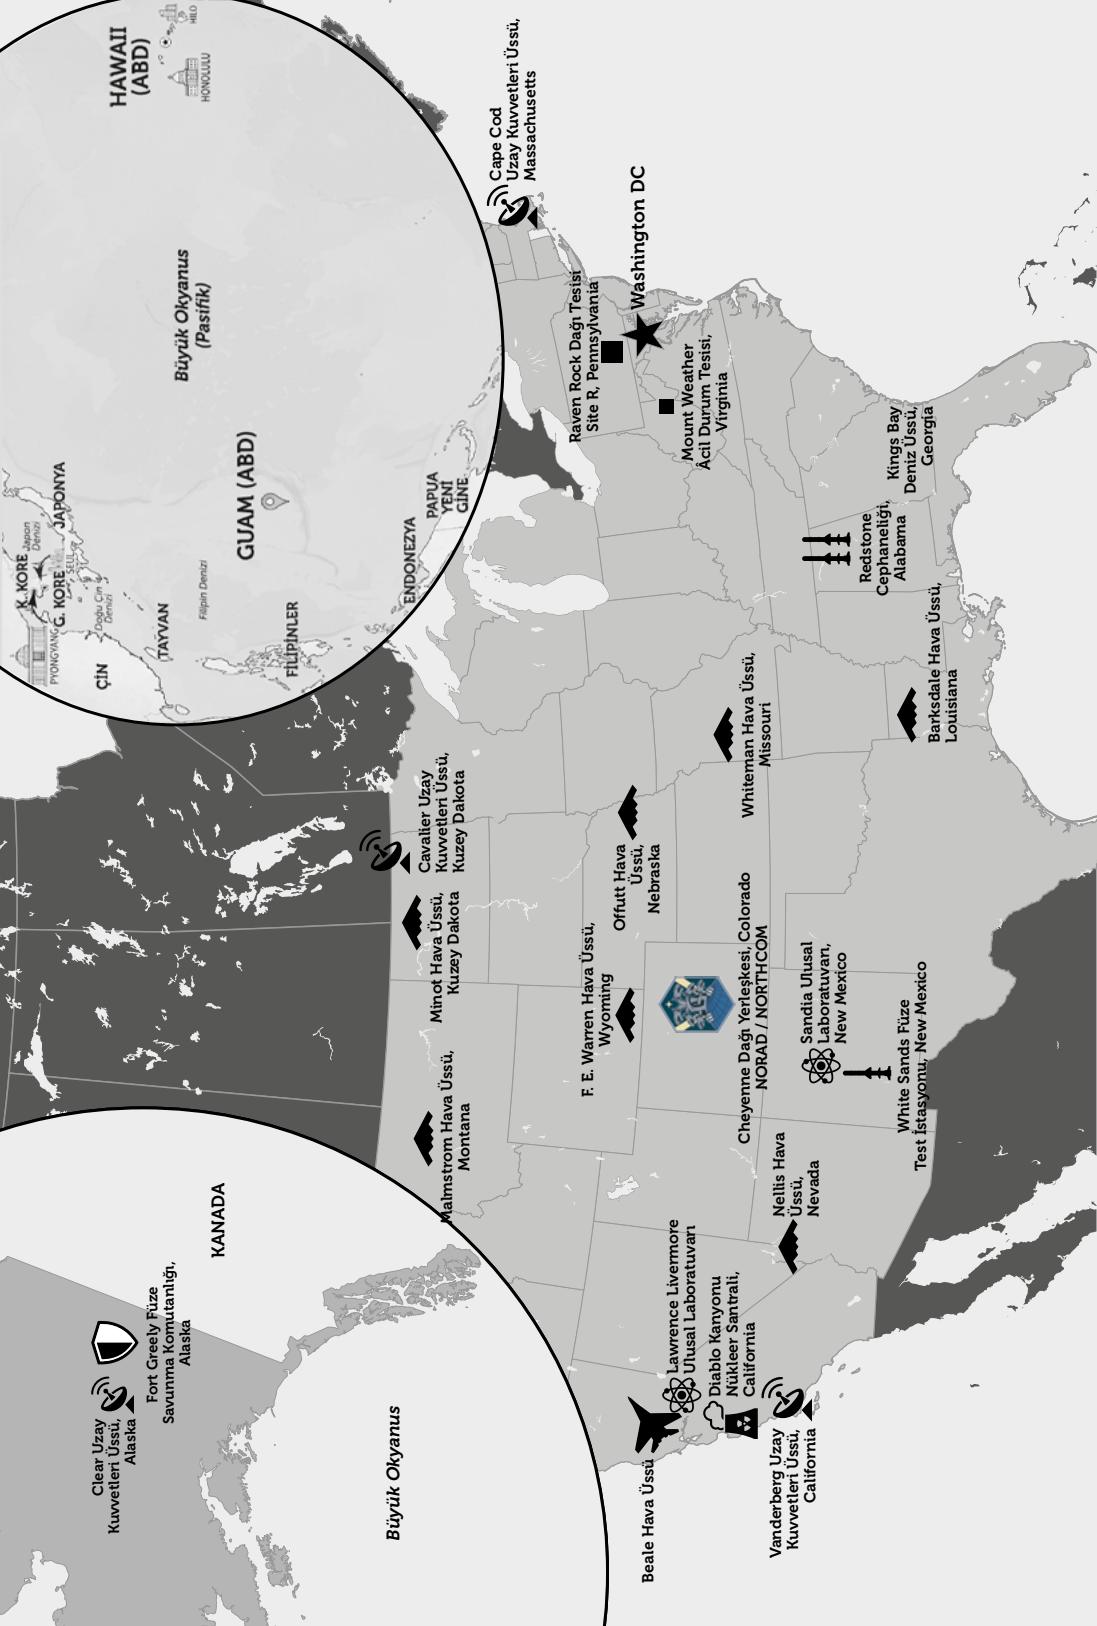 Clear Uzay
Kuvvetleri Üssü,
Alaska
Fort Greely Füze
Savunma Komutanlığı,
Alaska
KANADA
Büyük Okyanus
PYONGYANG
K. KORE
G. KORE
SEUL
Japon
Denizi
JAPONYA
ÇİN
Doğu Çin
Denizi
TAYVAN
Filipin Denizi
FİLİPİNLER
GUAM (ABD)
ENDONEZYA
PAPUA
YENİ
GİNE
Büyük Okyanus
(Pasifik)
HAWAII
(ABD)
HONOLULU
HILO
Malmstrom Hava Üssü,
Montana
Minot Hava Üssü,
Kuzey Dakota
Cavalier Uzay
Kuvvetleri Üssü,
Kuzey Dakota
Cape Cod
Uzay Kuvvetleri Üssü,
Massachusetts
F. E. Warren Hava Üssü,
Wyoming
Offutt Hava
Üssü,
Nebraska
Raven Rock Dağı Tesisi
Site R, Pennsylvania
Washington DC
Mount Weather
Âcil Durum Tesisi,
Virginia
Beale Hava Üssü
Lawrence Livermore
Ulusal Laboratuvarı
Diablo Kanyonu
Nükleer Santrali,
California
Vanderberg Uzay
Kuvvetleri Üssü,
California
Nellis Hava
Üssü,
Nevada
Cheyenne Dağı Yerleşkesi, Colorado
NORAD / NORTHCOM
Whiteman Hava Üssü,
Missouri
Sandia Ulusal
Laboratuvarı,
New Mexico
White Sands Füze
Test İstasyonu, New Mexico
Redstone
Cephaneliği,
Alabama
Kings Bay
Deniz Üssü,
Georgia
Barksdale Hava Üssü,
Louisiana